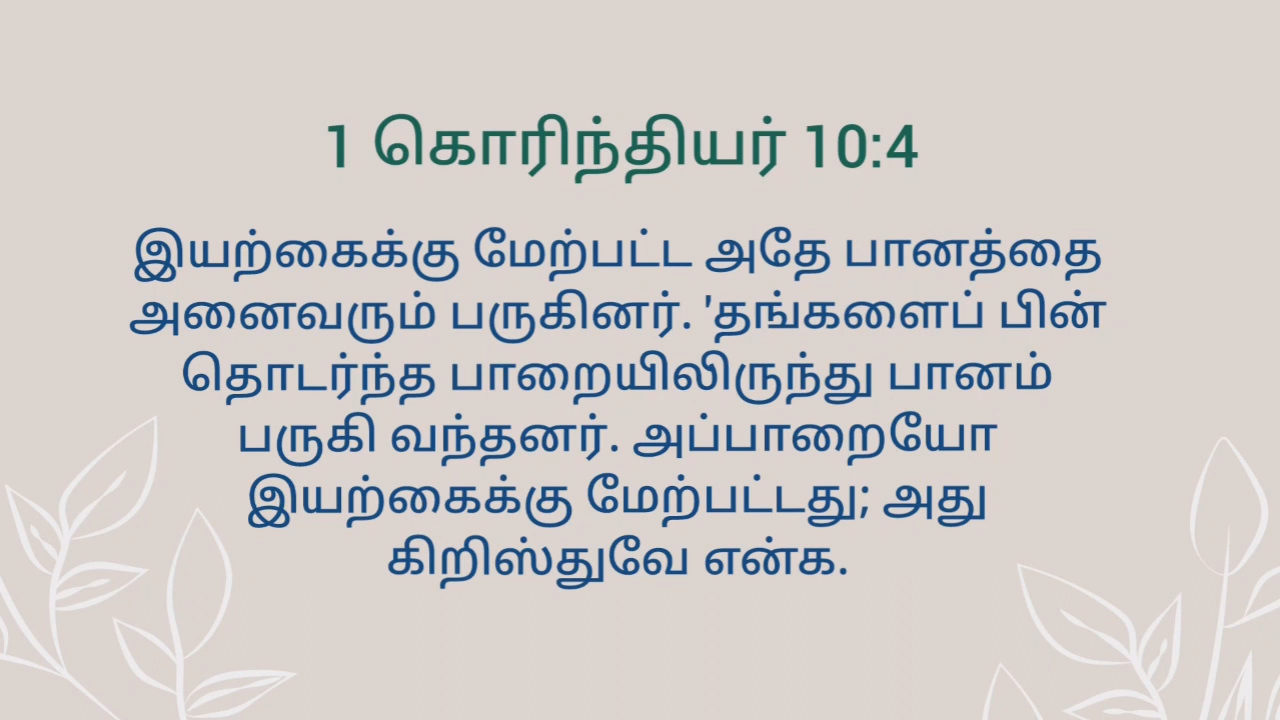 1 கொரிந்தியர் 10:4
இயற்கைக்கு மேற்பட்ட அதே பானத்தை
அனைவரும் பருகினர். 'தங்களைப் பின்
தொடர்ந்த பாறையிலிருந்து பானம்
பருகி வந்தனர். அப்பாறையோ
இயற்கைக்கு மேற்பட்டது; அது
கிறிஸ்துவே என்க.